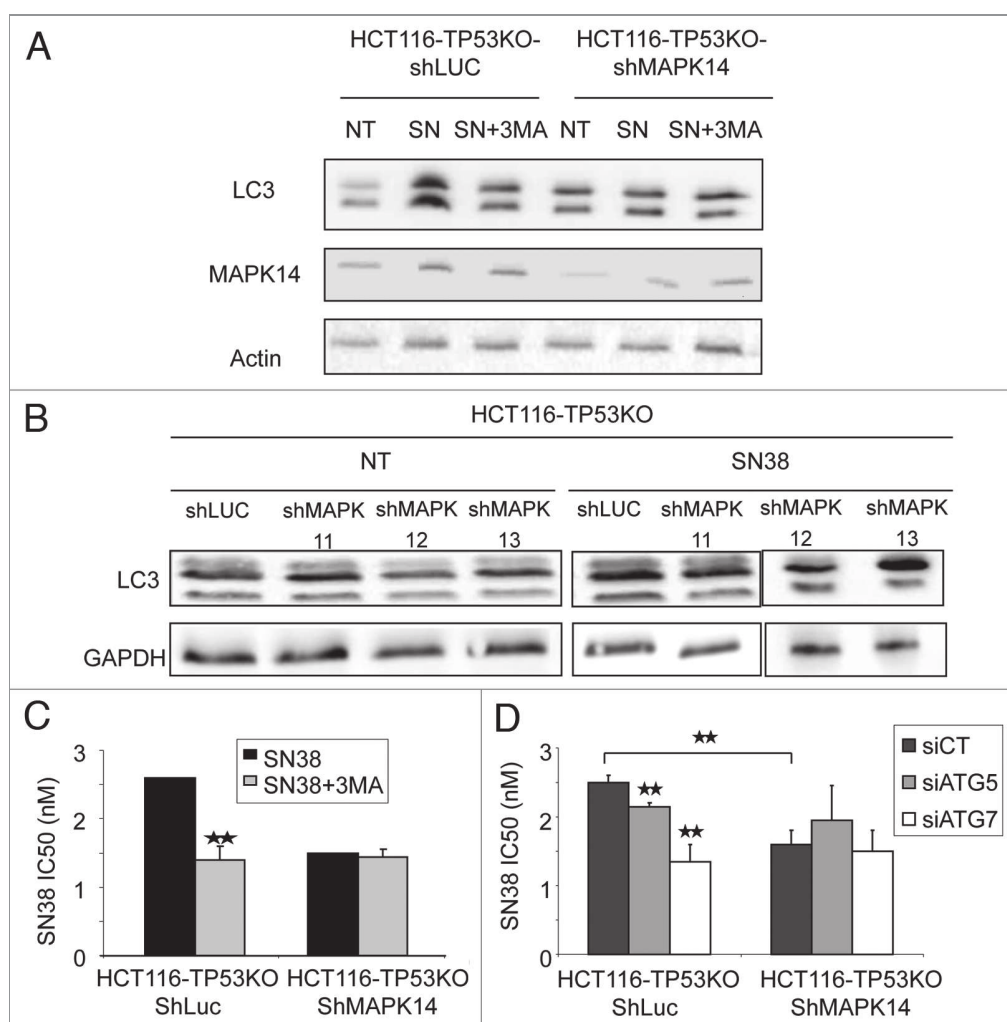 A
HCT116-TP53KO-
shLUC
HCT116-TP53KO-
shMAPK14
NT SN SN+3MA NT SN SN+3MA
LC3
MAPK14
Actin
B
HCT116-TP53KO
NT SN38
shLUC shMAPK shMAPK shMAPK shLUC shMAPK shMAPK shMAPK
11 12 13 11 12 13
LC3
GAPDH
C
SN38 IC50 (nM)
3
2
1
0
SN38
SN38+3MA
★★
HCT116-TP53KO HCT116-TP53KO
ShLuc ShMAPK14
D
SN38 IC50 (nM)
3
2
1
0
★★
★★
★★
siCT
siATG5
siATG7
HCT116-TP53KO HCT116-TP53KO
ShLuc ShMAPK14